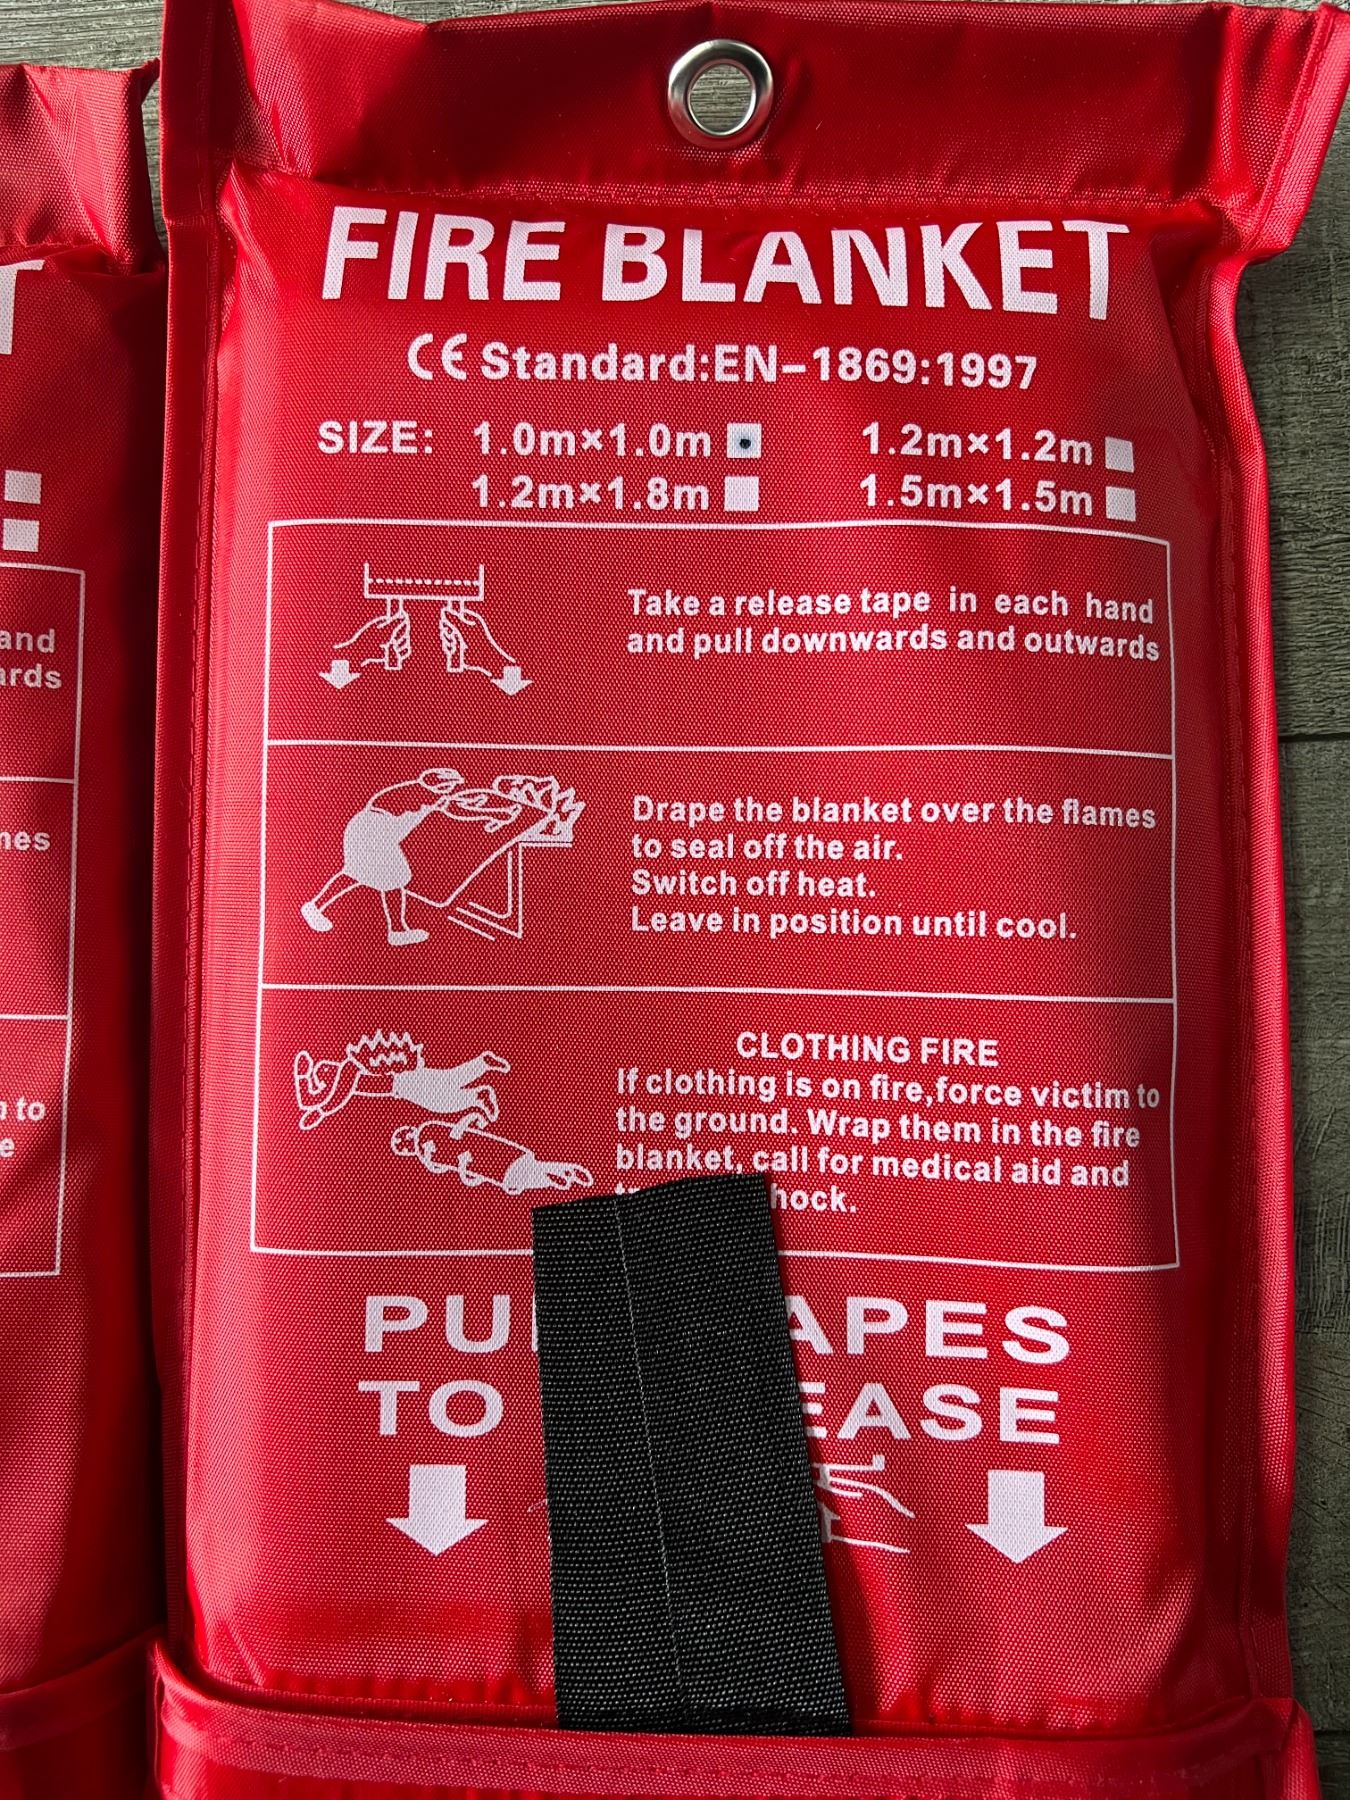 FIRE BLANKET
CE Standard:EN-1869:1997
SIZE: 1.0m×1.0m 1.2m×1.2m
1.2m×1.8m 1.5m×1.5m
Take a release tape in each hand
and pull downwards and outwards
Drape the blanket over the flames
to seal off the air.
Switch off heat.
Leave in position until cool.
CLOTHING FIRE
If clothing is on fire,force victim to
the ground. Wrap them in the fire
blanket, call for medical aid and
hock.
PU APES
TO EASE
T
and
ards
mes
to
e